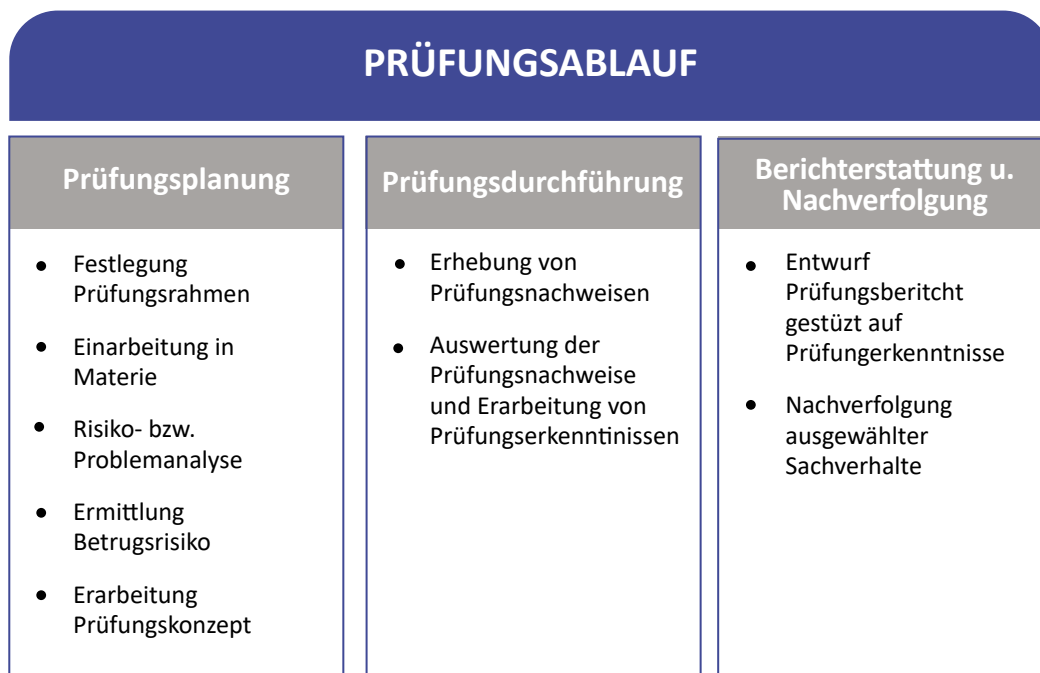 PRÜFUNGSABLAUF
Prüfungsplanung
• Festlegung
Prüfungsrahmen
• Einarbeitung in
Materie
• Risiko- bzw.
Problemanalyse
• Ermittlung
Betrugsrisiko
• Erarbeitung
Prüfungskonzept
Prüfungsdurchführung
• Erhebung von
Prüfungsnachweisen
• Auswertung der
Prüfungsnachweise
und Erarbeitung von
Prüfungserkenntinissen
Berichterstattung u.
Nachverfolgung
• Entwurf
Prüfungsberitcht
gestüzt auf
Prüfungerkenntnisse
• Nachverfolgung
ausgewählter
Sachverhalte